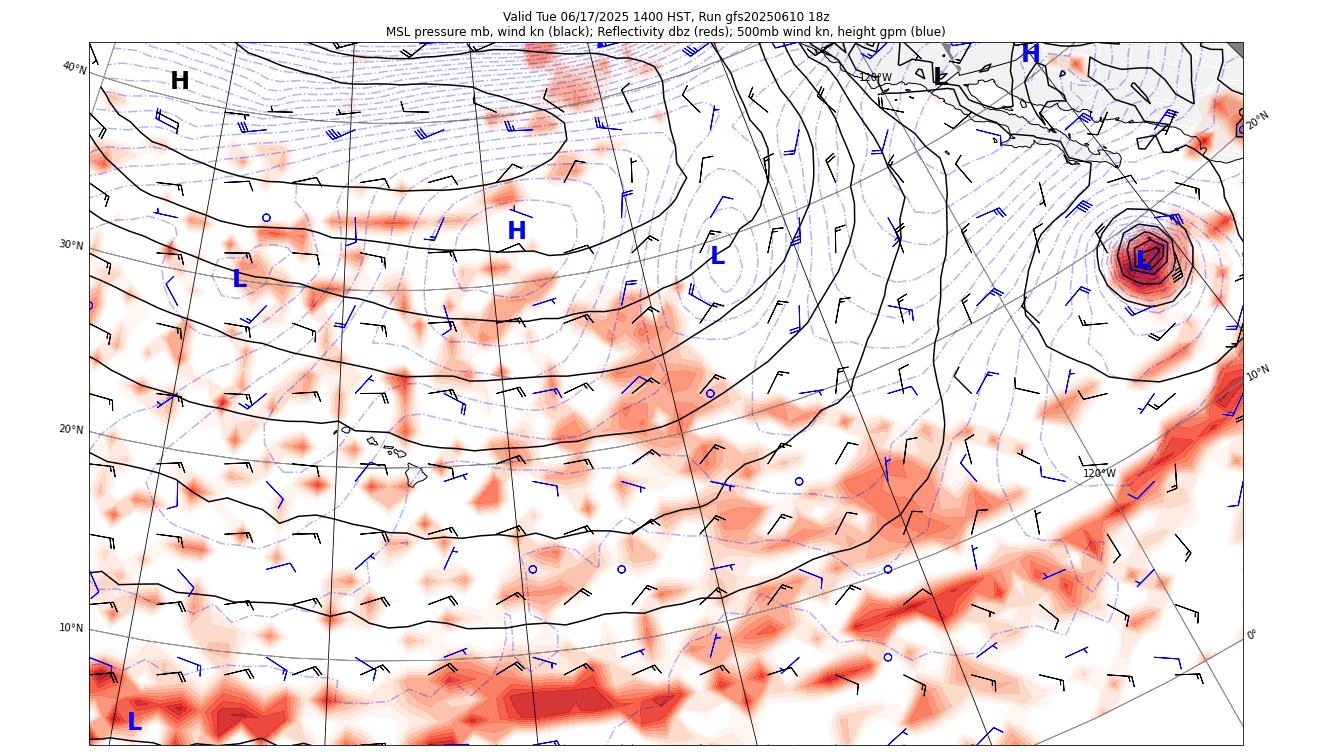 Valid Tue 06/17/2025 1400 HST, Run gfs20250610 18z
MSL pressure mb, wind kn (black); Reflectivity dbz (reds); 500mb wind kn, height gpm (blue)
40°N
H
120°W
L
H
20°N
30°N
L
H
L
L
10°N
20°N
120°W
10°N
0°
L